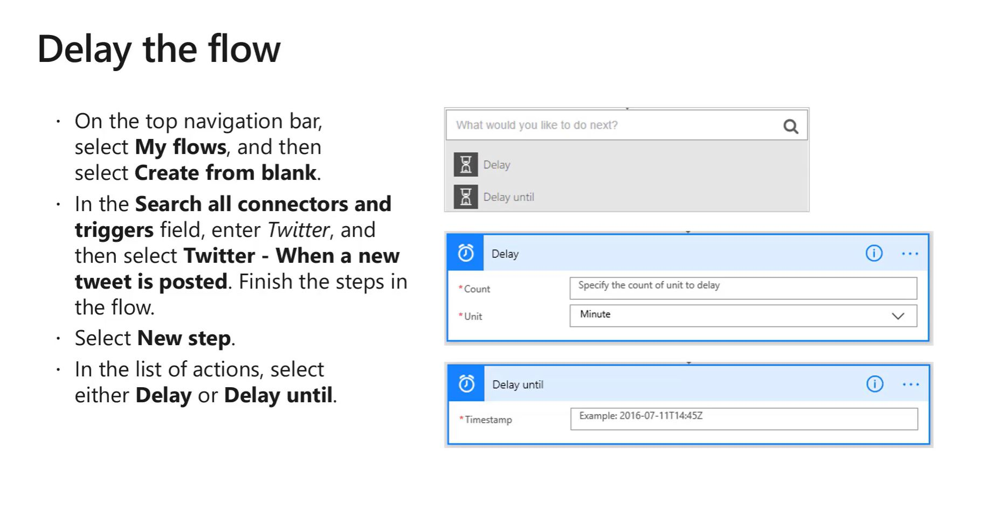 Delay the flow
· On the top navigation bar,
select My flows, and then
select Create from blank.
· In the Search all connectors and
triggers field, enter Twitter, and
then select Twitter - When a new
tweet is posted. Finish the steps in
the flow.
· Select New step.
· In the list of actions, select
either Delay or Delay until.
What would you like to do next?
Delay
Delay until
Delay
*Count Specify the count of unit to delay
*Unit Minute
Delay until
*Timestamp Example: 2016-07-11T14:45Z